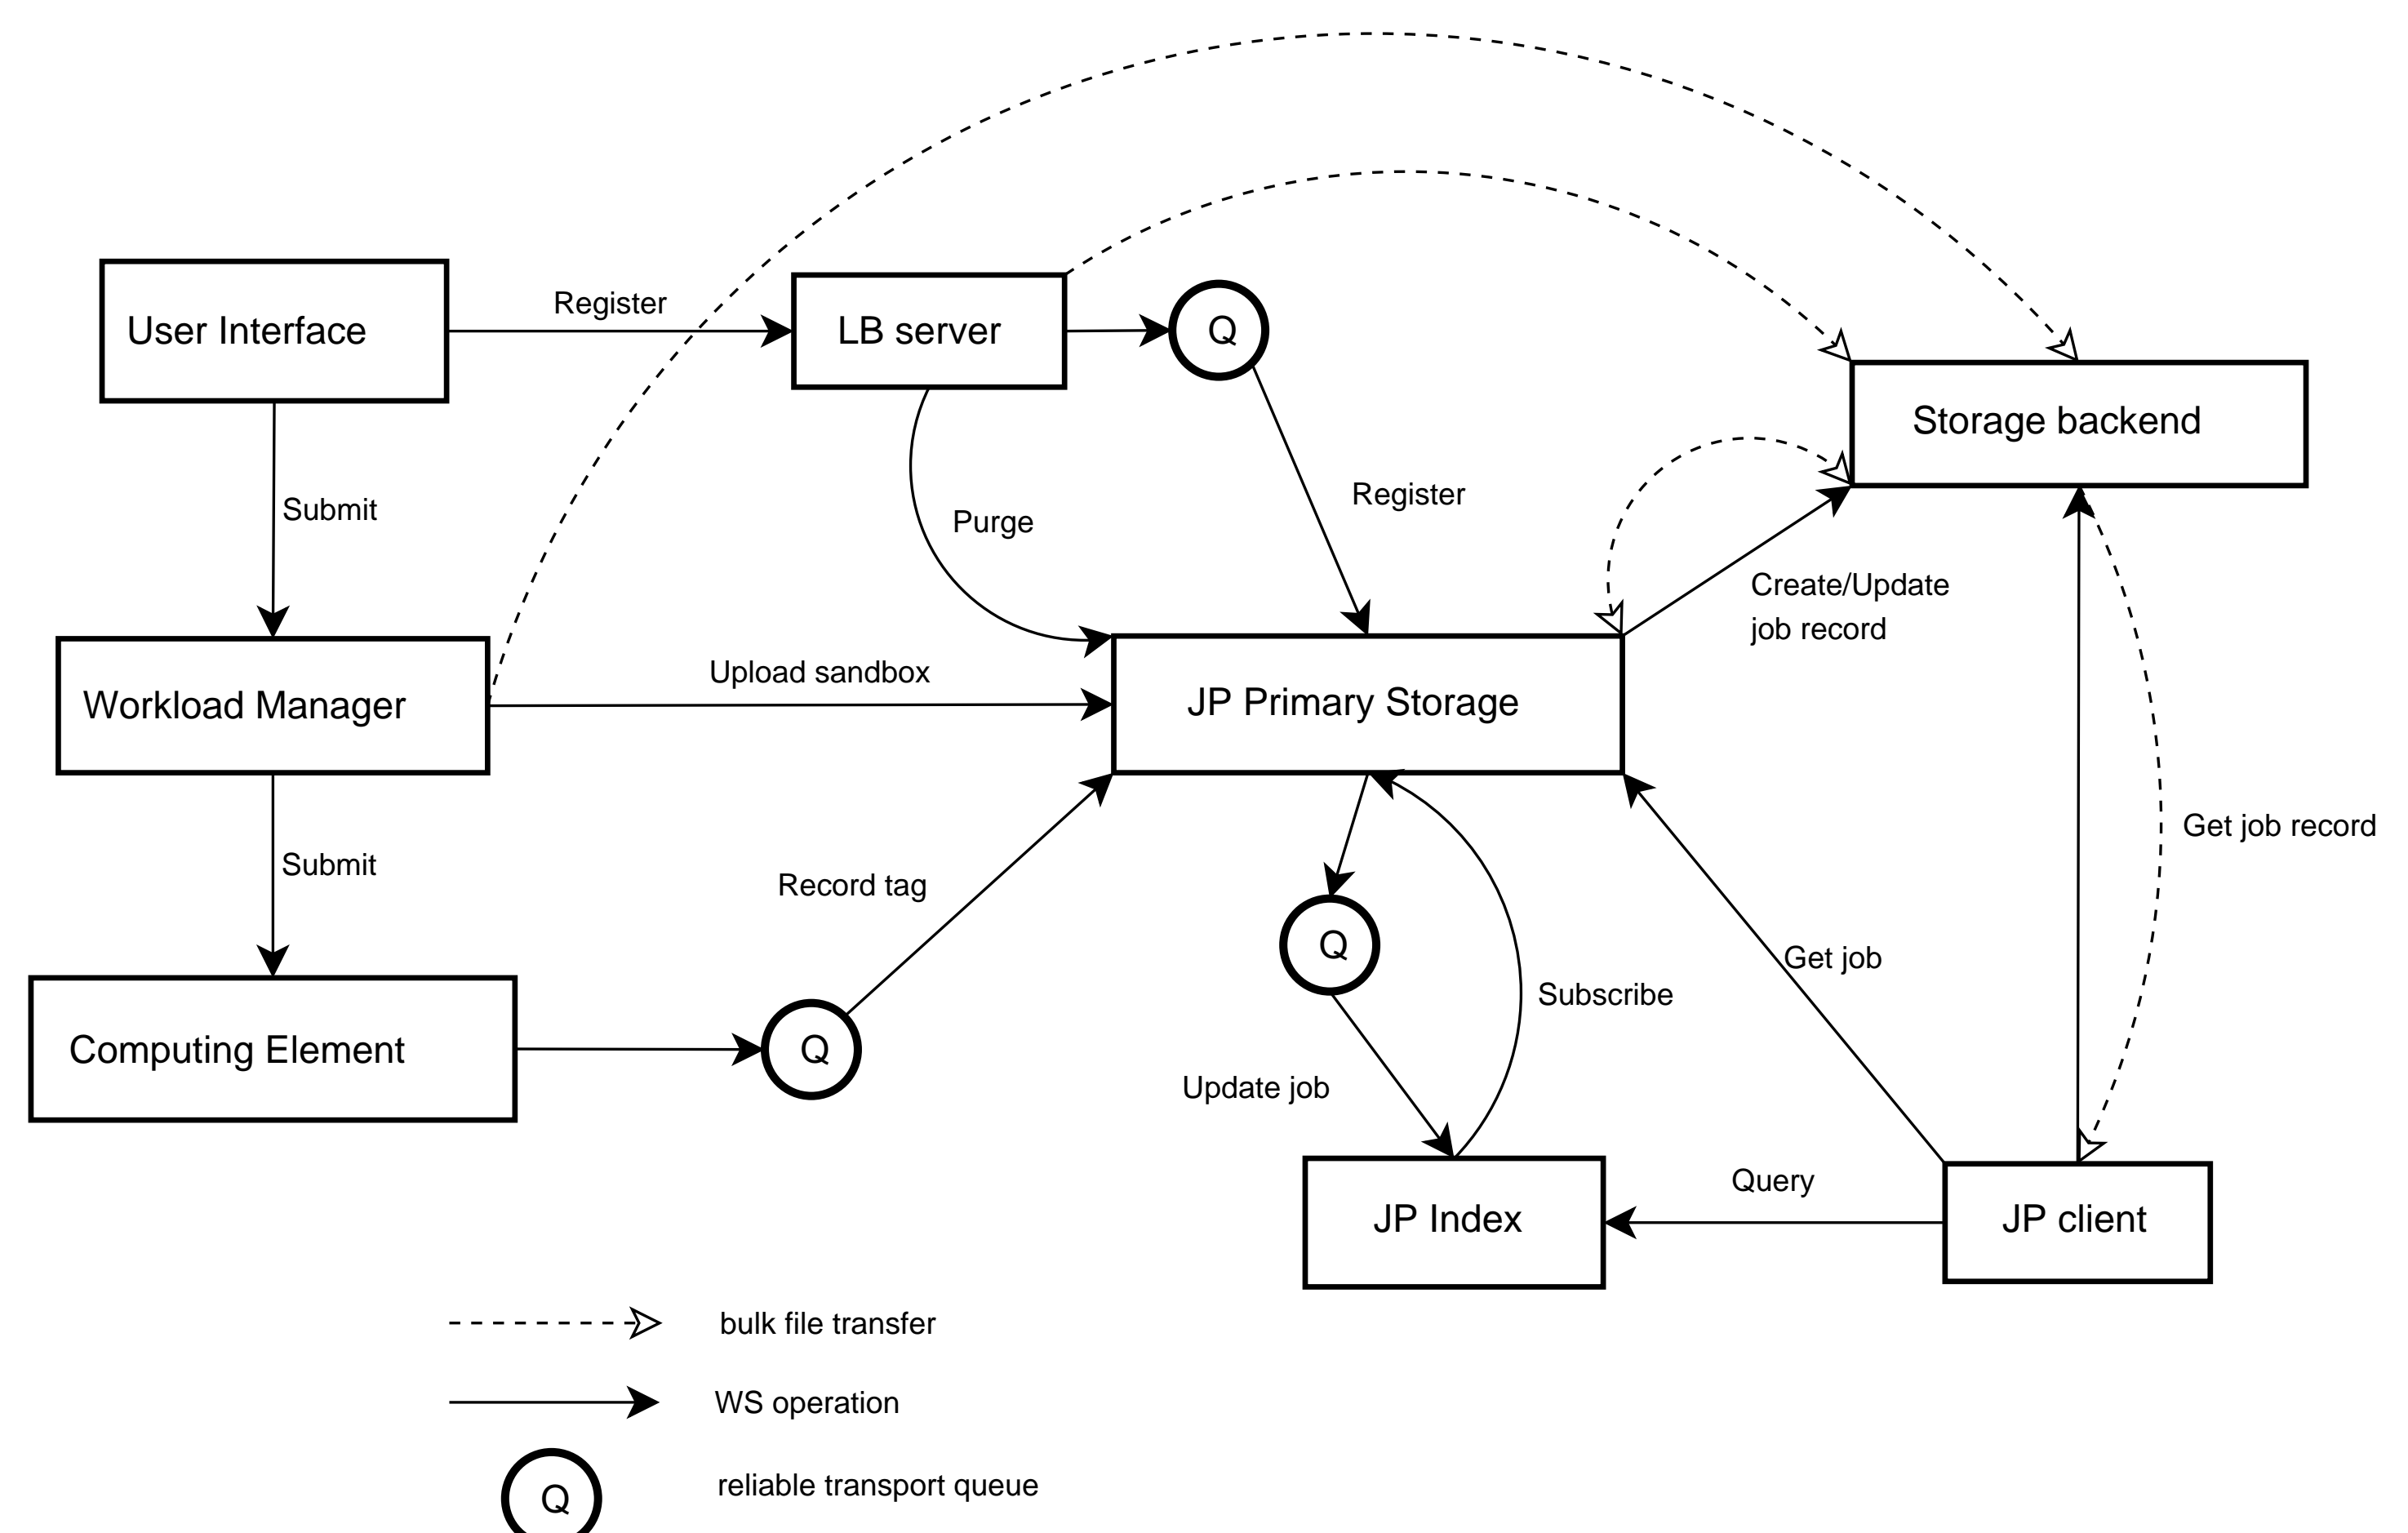 Register
User Interface
LB server
Q
Storage backend
Submit
Purge
Register
Create/Update
job record
Upload sandbox
Workload Manager
JP Primary Storage
Get job record
Submit
Record tag
Q
Get job
Subscribe
Computing Element
Q
Update job
Query
JP Index
JP client
bulk file transfer
WS operation
Q
reliable transport queue